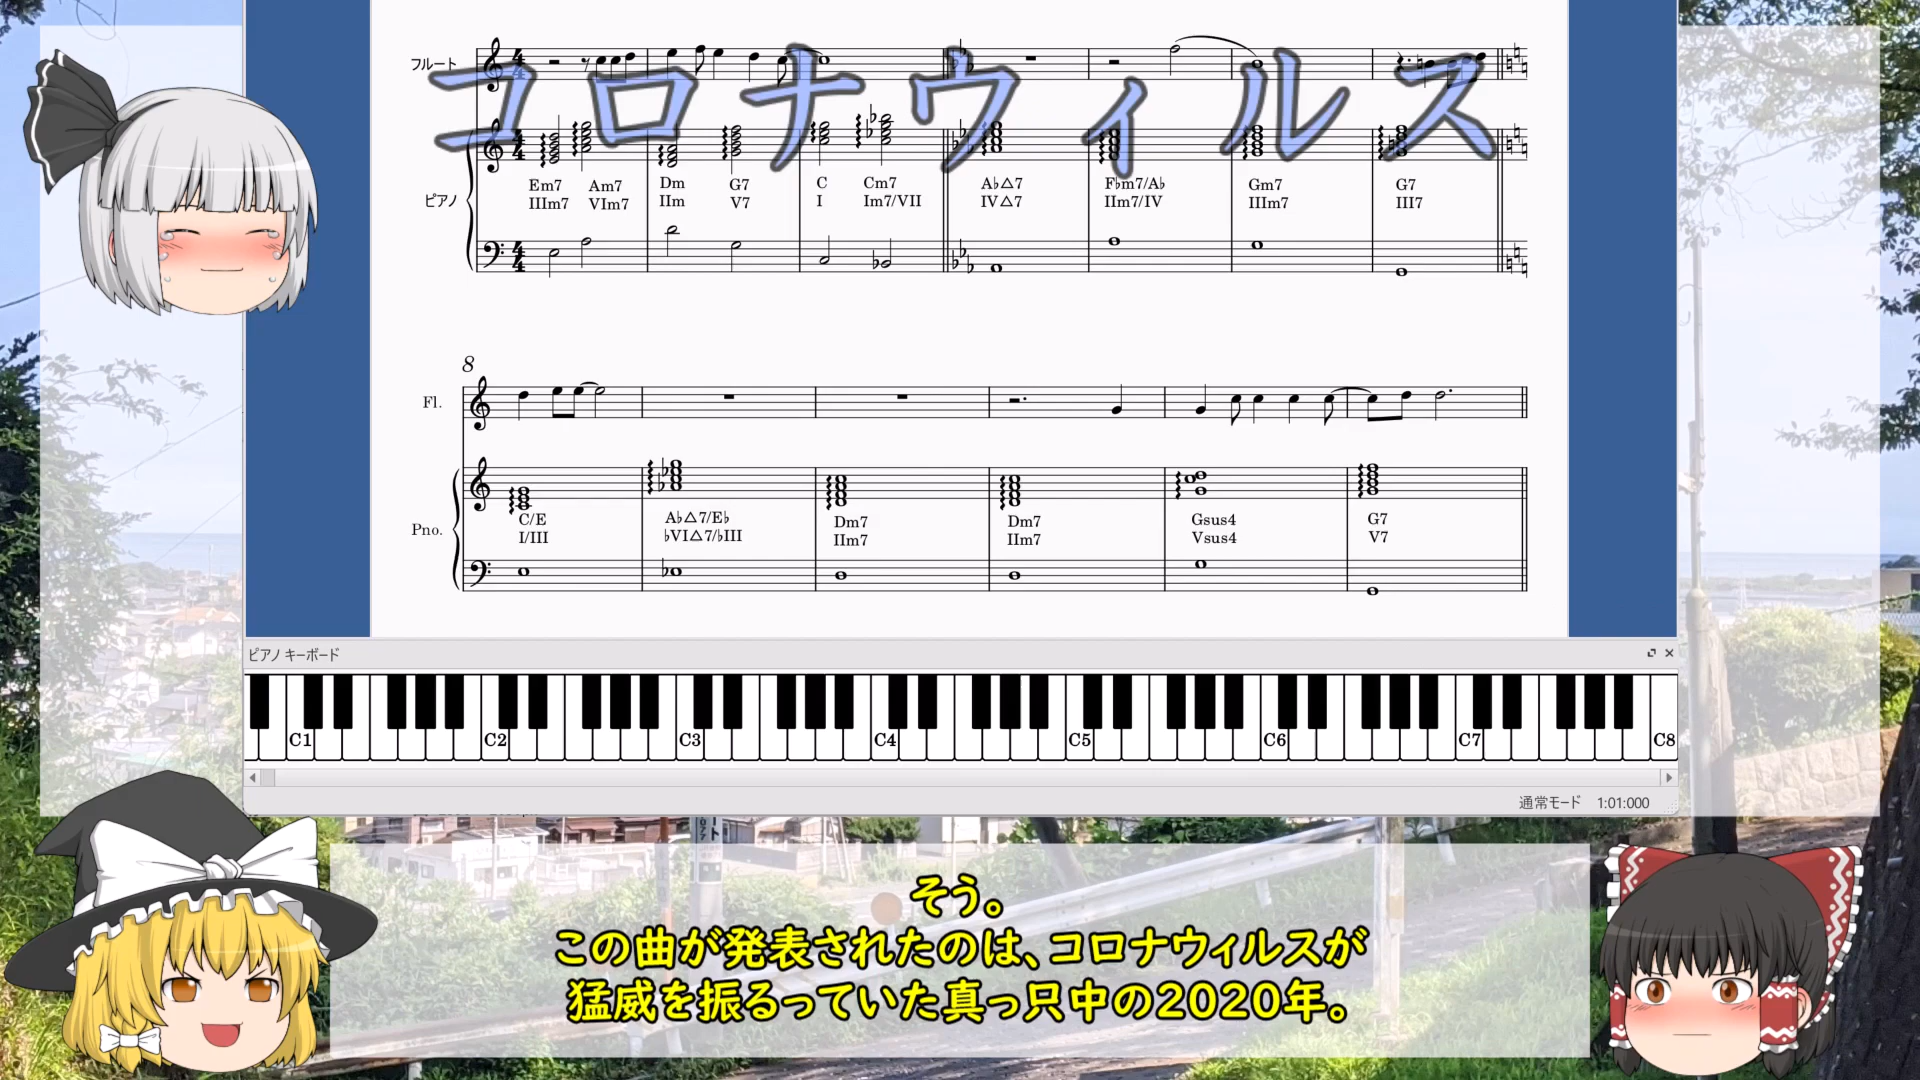 コロナウィルス
フルート
ピアノ
Em7 Am7 Dm G7 C Cm7 A♭△7 F♭m7/A♭ Gm7 G7
IIIm7 VIm7 IIm V7 I Im7/VII IV△7 IIm7/IV IIIm7 III7
8
Fl.
Pno.
C/E A♭△7/E♭ Dm7 Dm7 Gsus4 G7
I/III ♭VI△7/♭III IIm7 IIm7 Vsus4 V7
ピアノ キーボード
C1 C2 C3 C4 C5 C6 C7 C8
通常モード 1:01:000
そう。
この曲が発表されたのは、コロナウィルスが
猛威を振るっていた真っ只中の2020年。